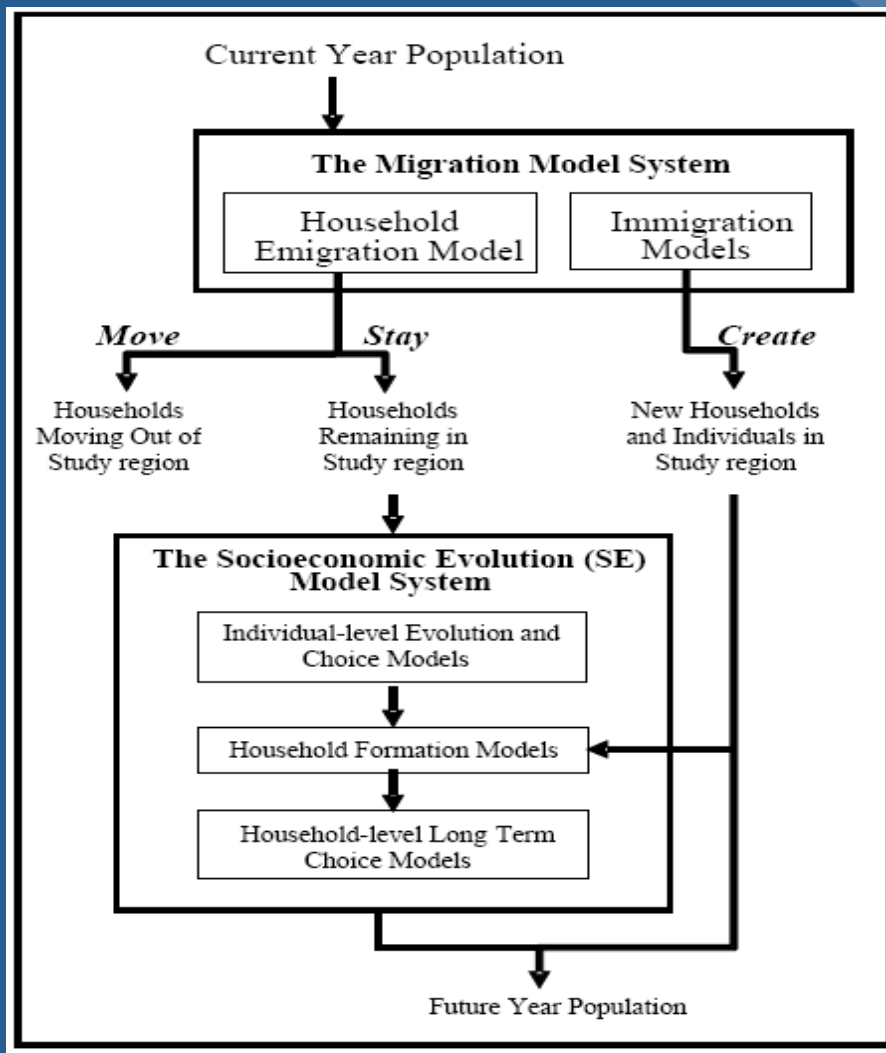 Current Year Population
The Migration Model System
Household
Emigration Model
Immigration
Models
Move
Stay
Create
Households
Moving Out of
Study region
Households
Remaining in
Study region
New Households
and Individuals in
Study region
The Socioeconomic Evolution (SE)
Model System
Individual-level Evolution and
Choice Models
Household Formation Models
Household-level Long Term
Choice Models
Future Year Population